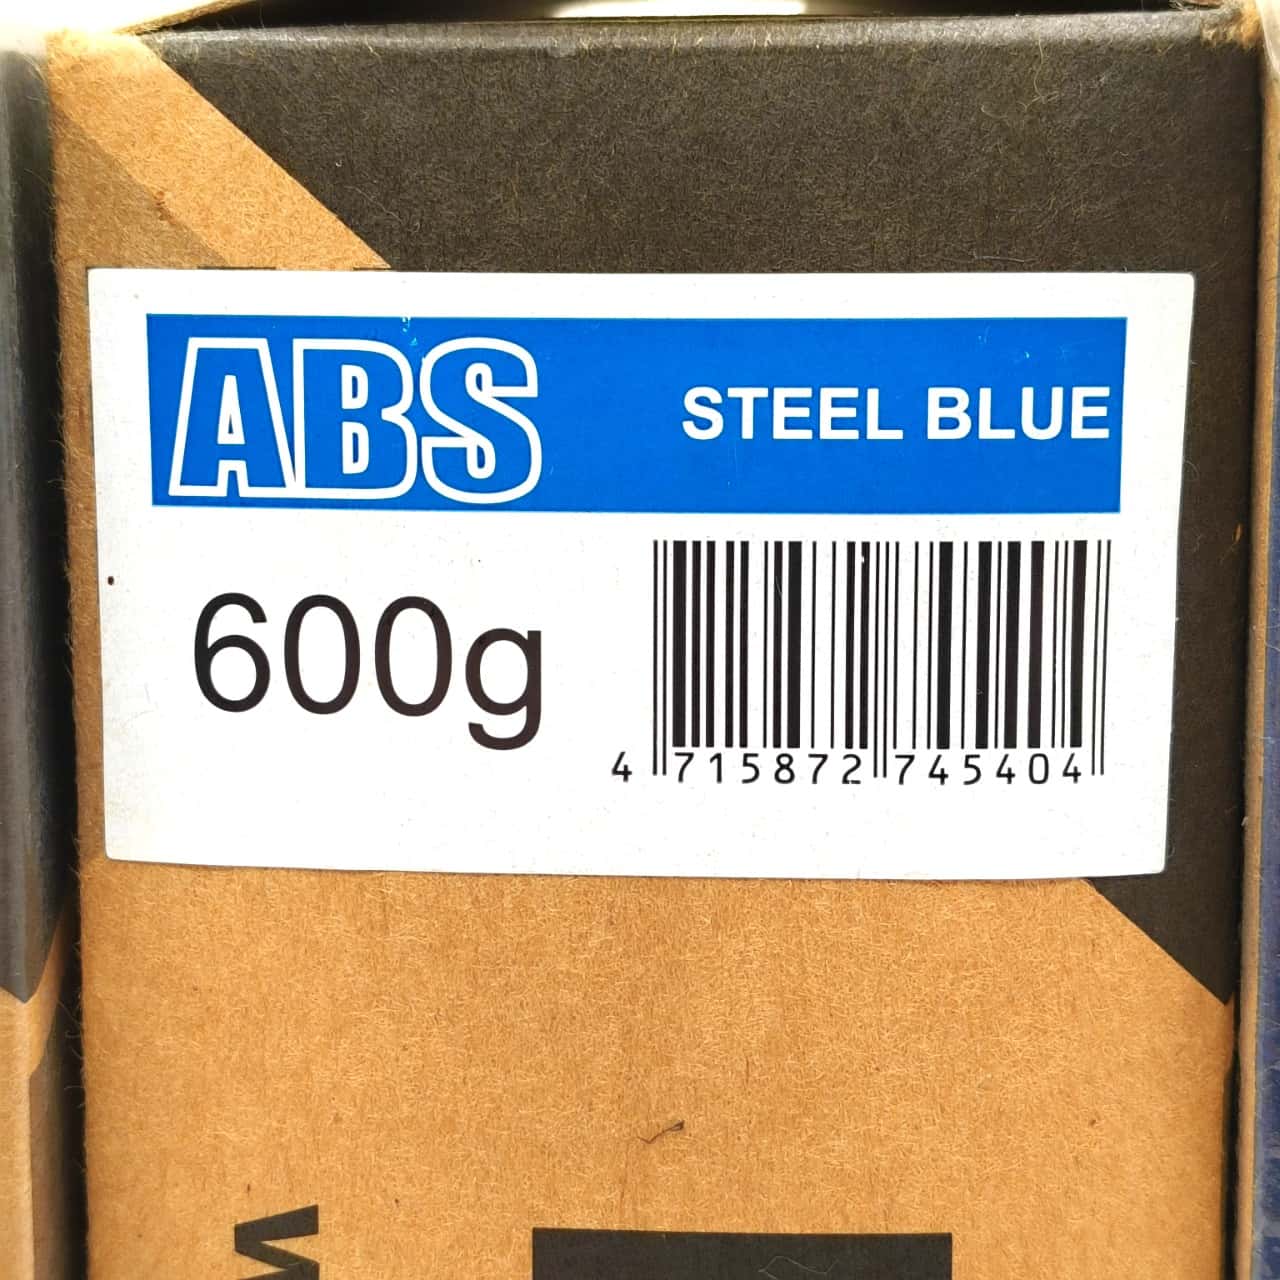 ABS STEEL BLUE
600g
4 715872 745404